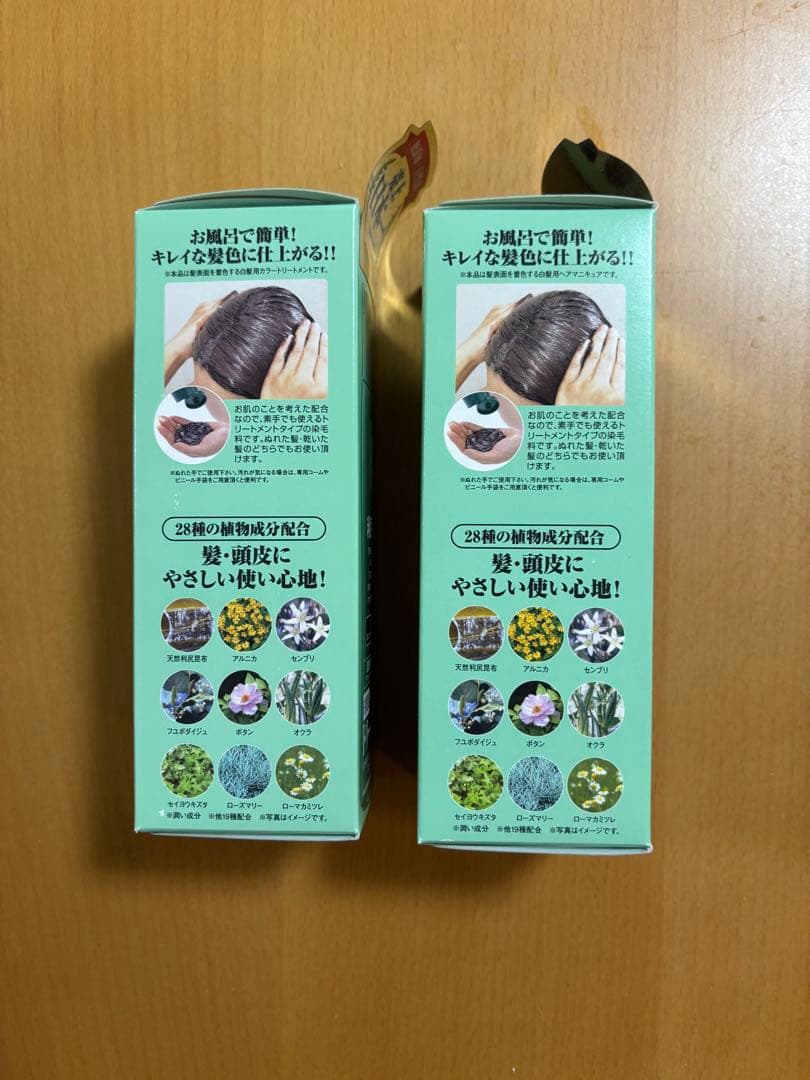 お風呂で簡単!
キレイな髪色に仕上がる!!
※本品は髪表面を着色する白髪用カラートリートメントです。
お肌のことを考えた配合
なので、素手でも使えるト
リートメントタイプの染毛
料です。ぬれた髪・乾いた
髪のどちらでもお使い頂
けます。
※ぬれた手でご使用下さい。汚れが気になる場合は、専用コームや
ビニール手袋をご用意頂くと便利です。
28種の植物成分配合
髪・頭皮に
やさしい使い心地!
天然利尻昆布 アルニカ センブリ
フユボダイジュ ボタン オクラ
セイヨウキズタ ローズマリー ローマカミツレ
※潤い成分 ※他19種配合 ※写真はイメージです。
お風呂で簡単!
キレイな髪色に仕上がる!!
※本品は髪表面を着色する白髪用ヘアマニキュアです。
お肌のことを考えた配合
なので、素手でも使えるト
リートメントタイプの染毛
料です。ぬれた髪・乾いた
髪のどちらでもお使い頂
けます。
※ぬれた手でご使用下さい。汚れが気になる場合は、専用コームや
ビニール手袋をご用意頂くと便利です。
28種の植物成分配合
髪・頭皮に
やさしい使い心地!
天然利尻昆布 アルニカ センブリ
フユボダイジュ ボタン オクラ
セイヨウキズタ ローズマリー ローマカミツレ
※潤い成分 ※他19種配合 ※写真はイメージです。